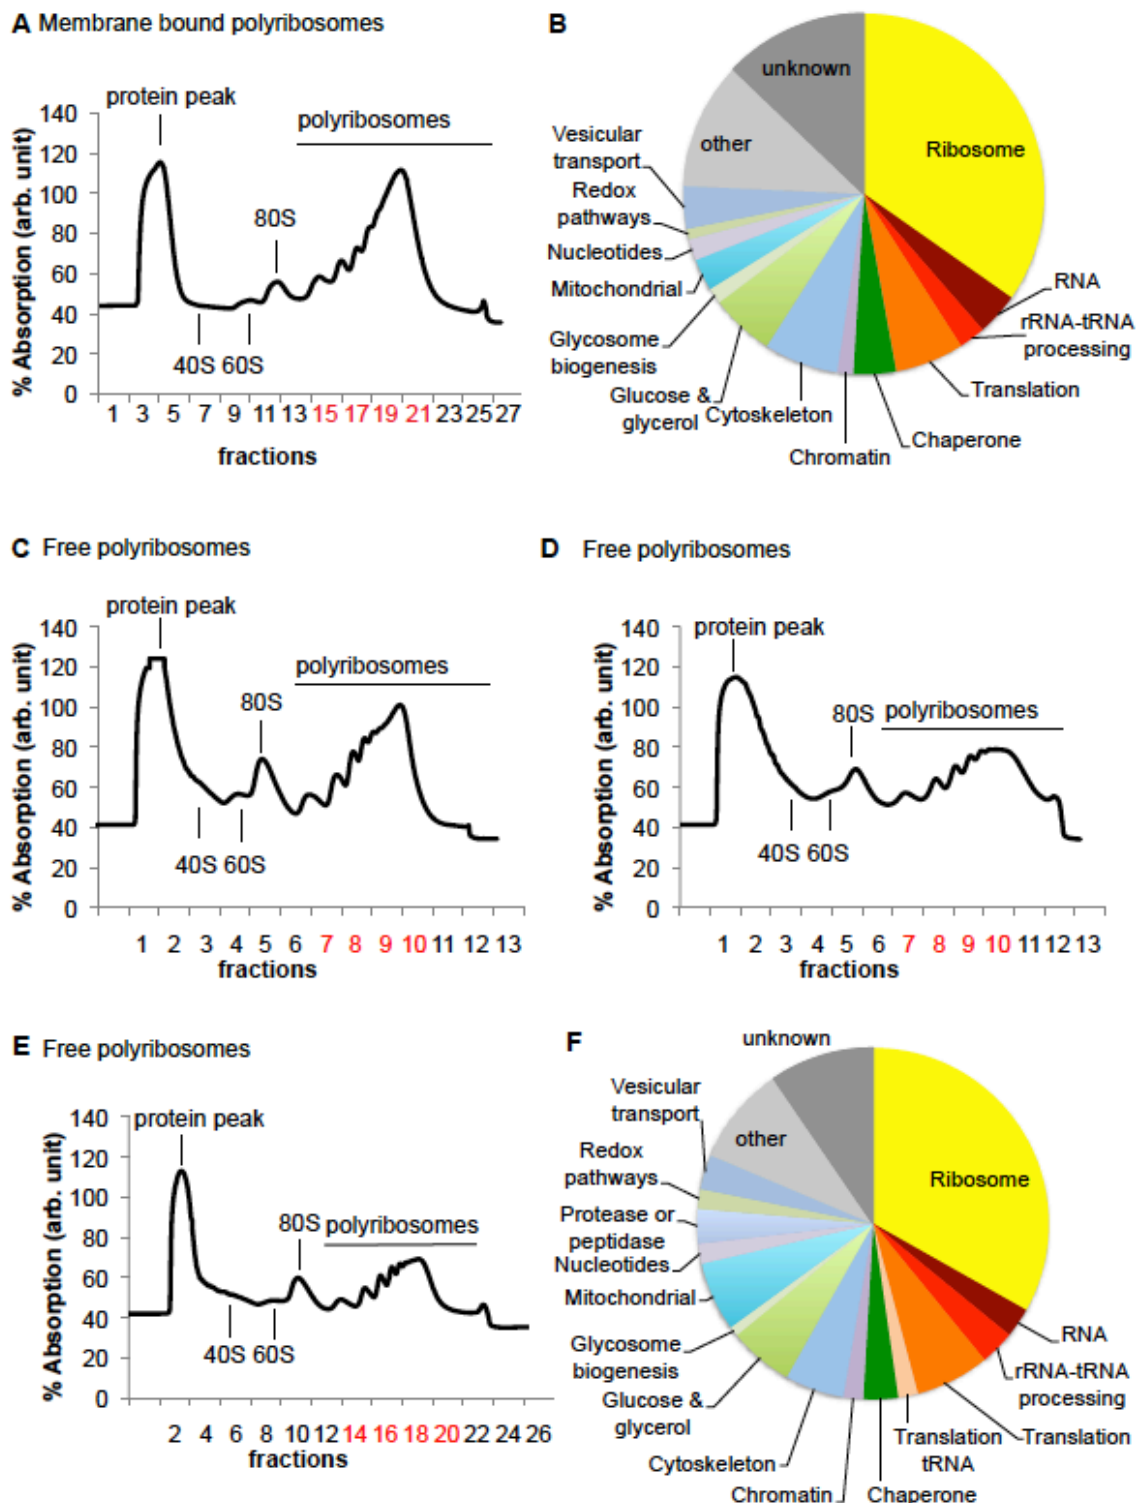 A Membrane bound polyribosomes
% Absorption (arb. unit)
140
120
100
80
60
40
20
0
protein peak
polyribosomes
80S
40S 60S
1 3 5 7 9 11 13 15 17 19 21 23 25 27
fractions
B
unknown
other
Ribosome
Vesicular
transport
Redox
pathways
Nucleotides
Mitochondrial
Glycosome
biogenesis
Glucose &
glycerol
Cytoskeleton
Chromatin
Chaperone
Translation
rRNA-tRNA
processing
RNA
C Free polyribosomes
% Absorption (arb. unit)
140
120
100
80
60
40
20
0
protein peak
polyribosomes
80S
40S 60S
1 2 3 4 5 6 7 8 9 10 11 12 13
fractions
D Free polyribosomes
% Absorption (arb. unit)
140
120
100
80
60
40
20
0
protein peak
80S polyribosomes
40S 60S
1 2 3 4 5 6 7 8 9 10 11 12 13
fractions
E Free polyribosomes
% Absorption (arb. unit)
140
120
100
80
60
40
20
0
protein peak
80S polyribosomes
40S 60S
2 4 6 8 10 12 14 16 18 20 22 24 26
fractions
F
unknown
other
Ribosome
Vesicular
transport
Redox
pathways
Protease or
peptidase
Nucleotides
Mitochondrial
Glycosome
biogenesis
Glucose &
glycerol
Cytoskeleton
Chromatin
Chaperone
Translation
tRNA
Translation
rRNA-tRNA
processing
RNA